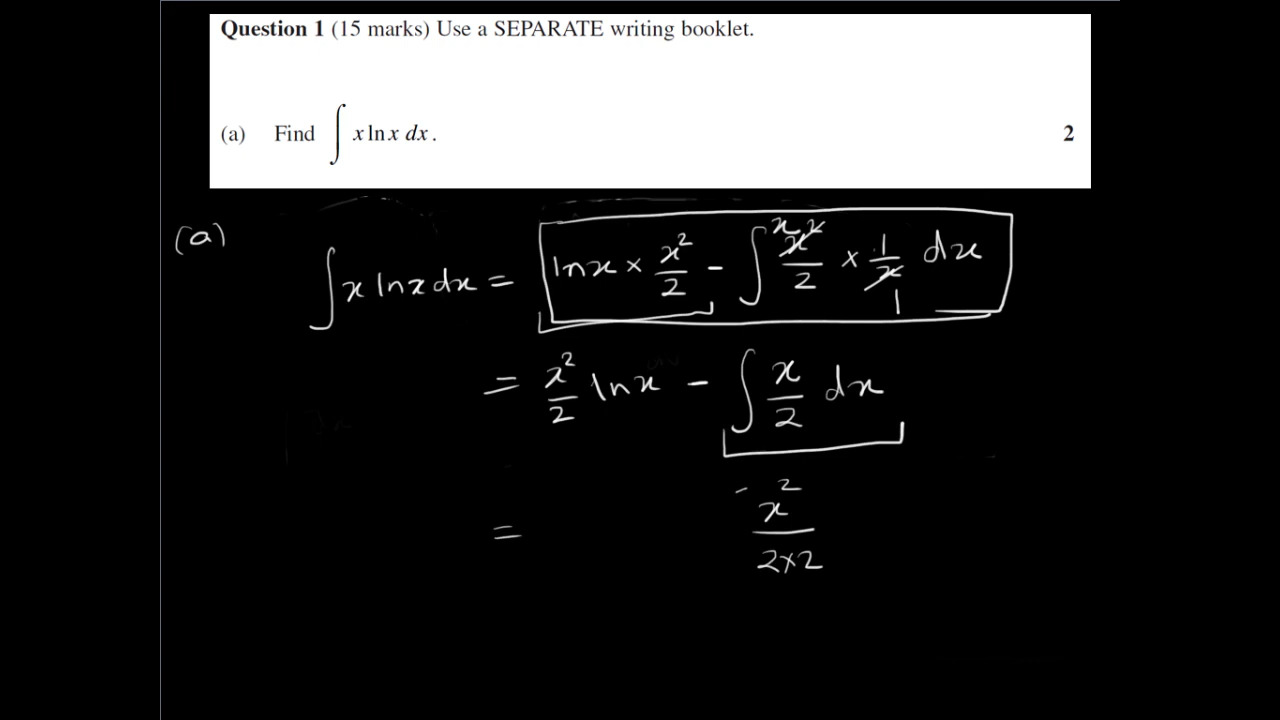 Question 1 (15 marks) Use a SEPARATE writing booklet.
(a) Find ∫ x ln x dx. 2
(a)
∫ x ln x dx = ln x × x²/2 − ∫ x²/2 × 1/x dx
= x²/2 ln x − ∫ x/2 dx
= − x²/2×2